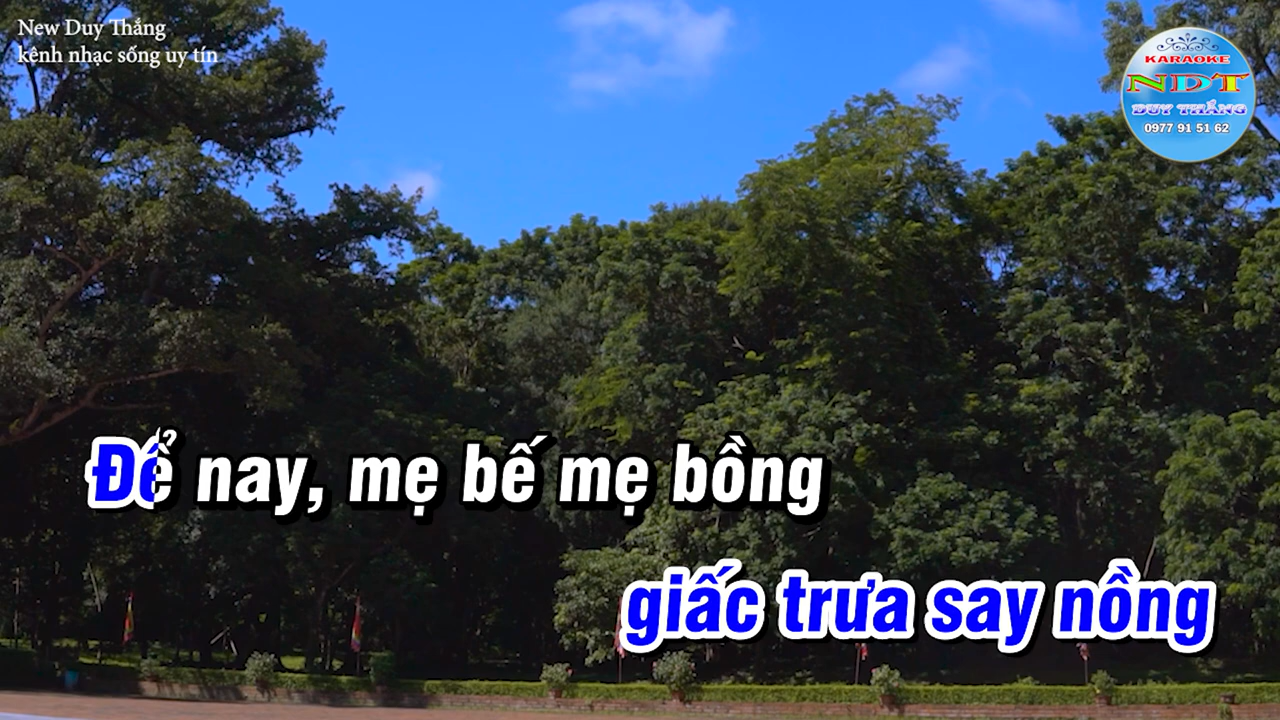 New Duy Thắng
kênh nhạc sống uy tín
KARAOKE
NDT
DUY THẮNG
0977 91 51 62
Để nay, mẹ bế mẹ bồng
giấc trưa say nồng